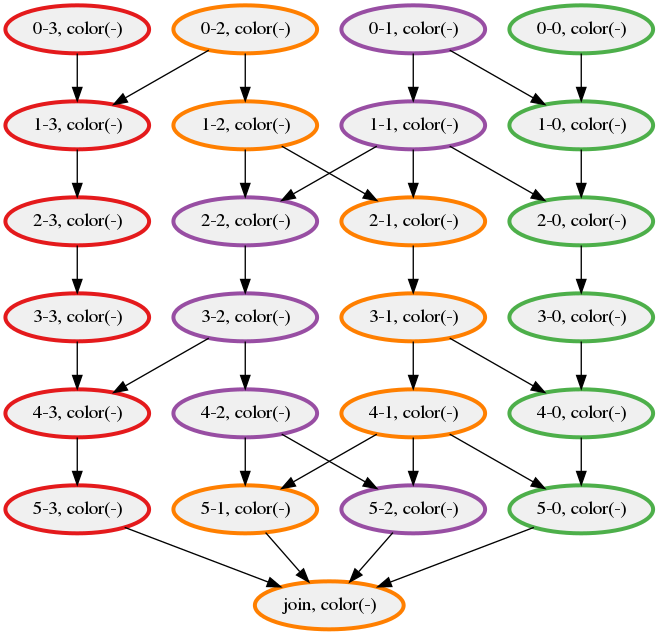 0-3, color(-)
0-2, color(-)
0-1, color(-)
0-0, color(-)
1-3, color(-)
1-2, color(-)
1-1, color(-)
1-0, color(-)
2-3, color(-)
2-2, color(-)
2-1, color(-)
2-0, color(-)
3-3, color(-)
3-2, color(-)
3-1, color(-)
3-0, color(-)
4-3, color(-)
4-2, color(-)
4-1, color(-)
4-0, color(-)
5-3, color(-)
5-1, color(-)
5-2, color(-)
5-0, color(-)
join, color(-)